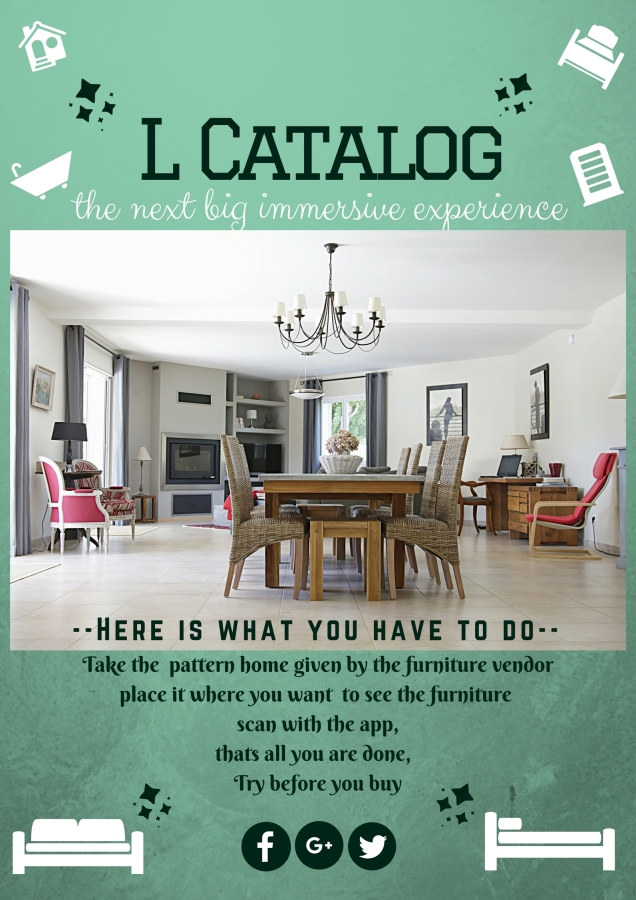 L Catalog
the next big immersive experience
--Here is what you have to do--
Take the pattern home given by the furniture vendor
place it where you want to see the furniture
scan with the app,
thats all you are done,
Try before you buy
f G+